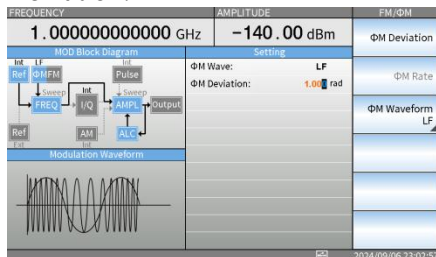 FREQUENCY AMPLITUDE FM/ΦM
1.000000000000 GHz -140.00 dBm
MOD Block Diagram
Int Int
Ref ΦM FM Pulse
Int
Sweep Sweep
FREQ I/Q AMPL Output
Ref AM ALC
Ext Int
Modulation Waveform
Setting
ΦM Wave: LF
ΦM Deviation: 1.000 rad
ΦM Deviation
ΦM Rate
ΦM Waveform
LF
2024/09/06 23:02:5